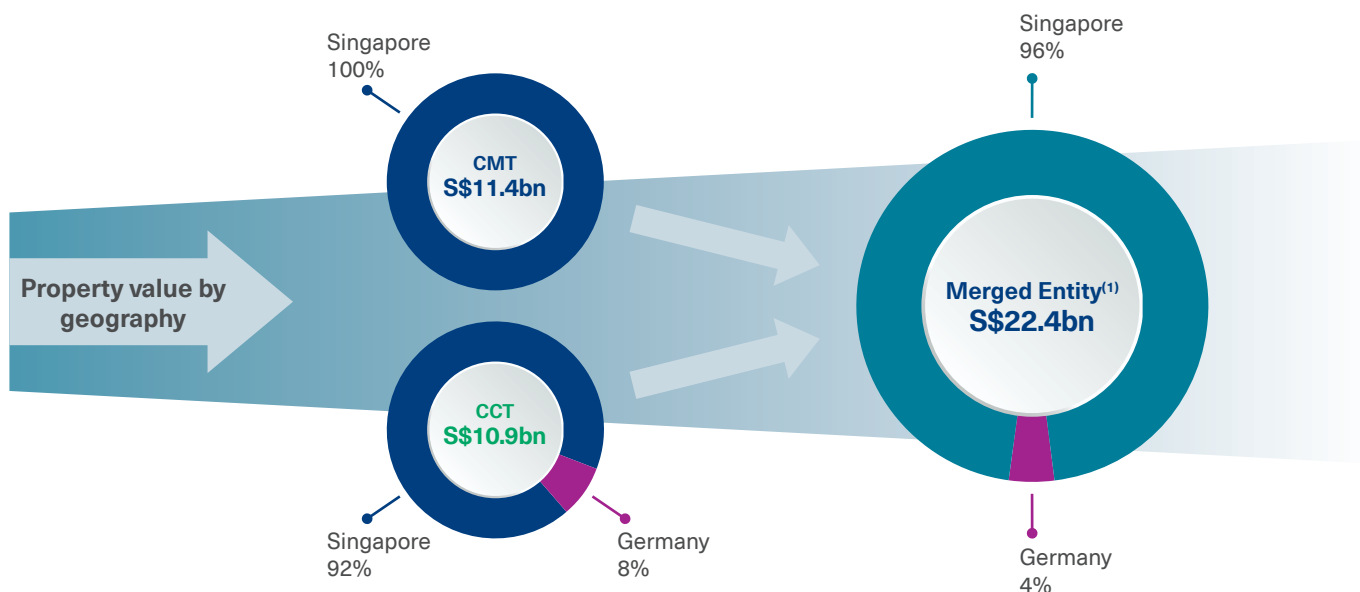 Property value by
geography
Singapore
100%
CMT
S$11.4bn
CCT
S$10.9bn
Singapore
92%
Germany
8%
Singapore
96%
Merged Entity(1)
S$22.4bn
Germany
4%